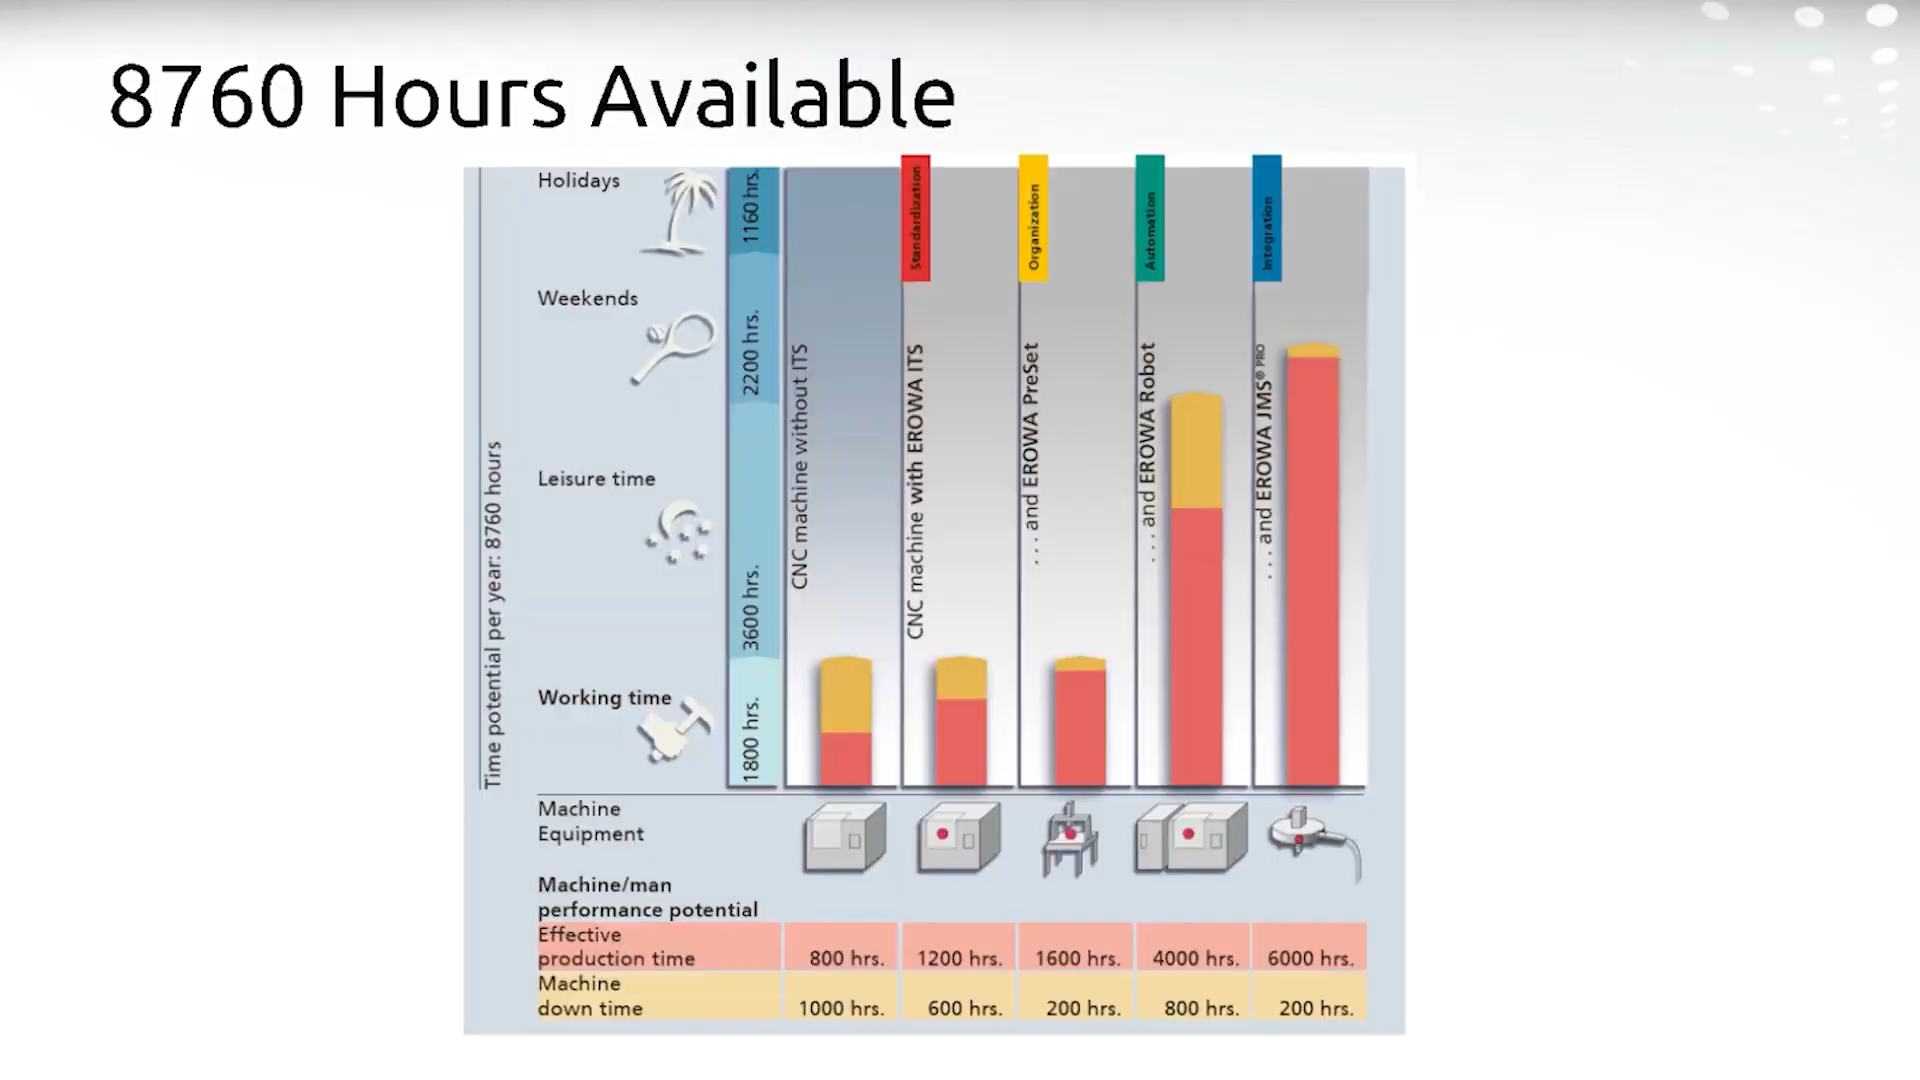 8760 Hours Available
Time potential per year: 8760 hours
Holidays
Weekends
Leisure time
Working time
1160 hrs.
2200 hrs.
3600 hrs.
1800 hrs.
CNC machine without ITS
Standardization
CNC machine with EROWA ITS
Organization
. . . and EROWA PreSet
Automation
. . . and EROWA Robot
Integration
. . . and EROWA JMS® PRO
Machine
Equipment
Machine/man
performance potential
Effective
production time 800 hrs. 1200 hrs. 1600 hrs. 4000 hrs. 6000 hrs.
Machine
down time 1000 hrs. 600 hrs. 200 hrs. 800 hrs. 200 hrs.